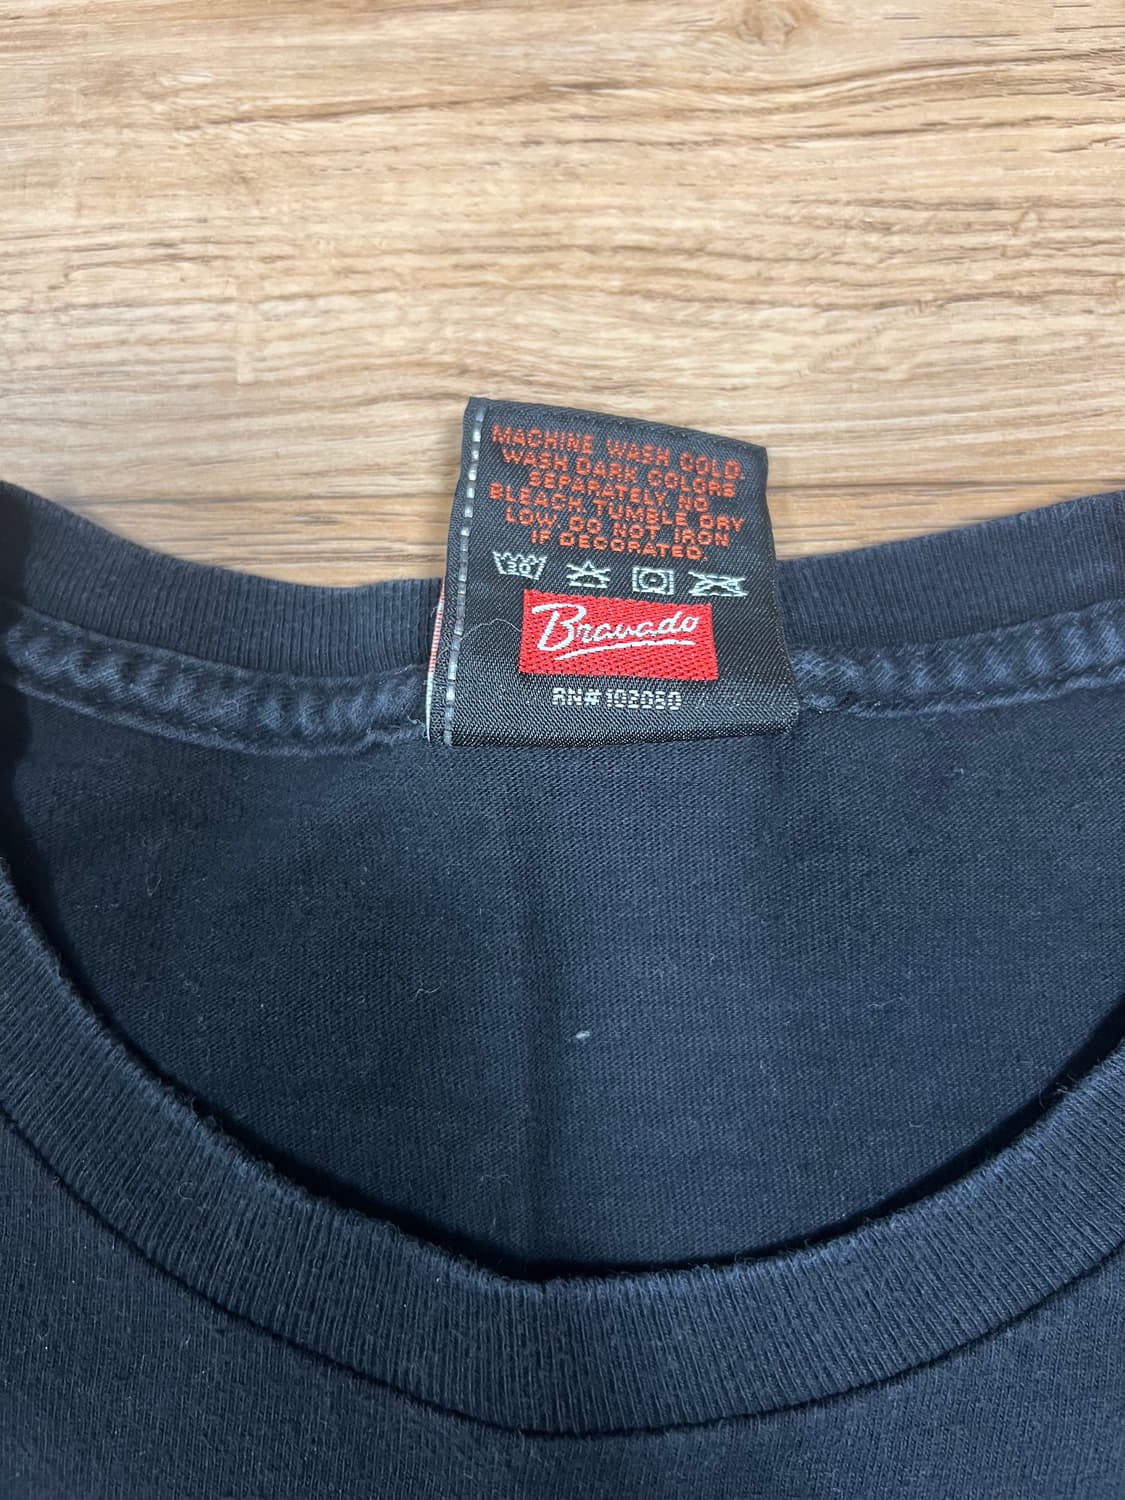 MACHINE WASH COLD.
WASH DARK COLORS
SEPARATELY. NO
BLEACH. TUMBLE DRY
LOW. DO NOT IRON
IF DECORATED.
30
Bravado
RN# 102050